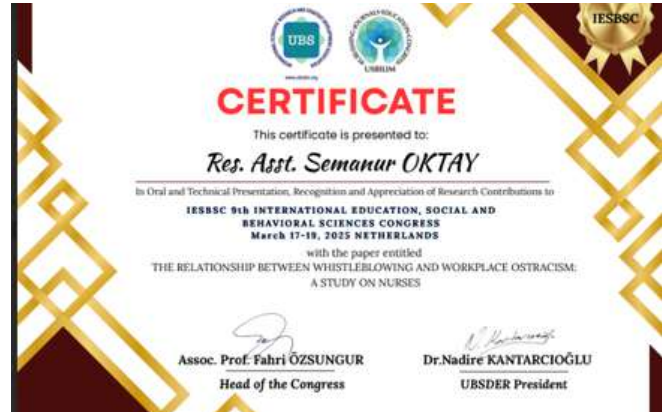 IESBSC
UBS
USBILIM
CERTIFICATE
This certificate is presented to:
Res. Asst. Semanur OKTAY
In Oral and Technical Presentation, Recognition and Appreciation of Research Contributions to
IESBSC 9th INTERNATIONAL EDUCATION, SOCIAL AND
BEHAVIORAL SCIENCES CONGRESS
March 17-19, 2025 NETHERLANDS
with the paper entitled
THE RELATIONSHIP BETWEEN WHISTLEBLOWING AND WORKPLACE OSTRACISM:
A STUDY ON NURSES
Assoc. Prof. Fahri ÖZSUNGUR
Dr.Nadire KANTARCIOĞLU
Head of the Congress
UBSDER President